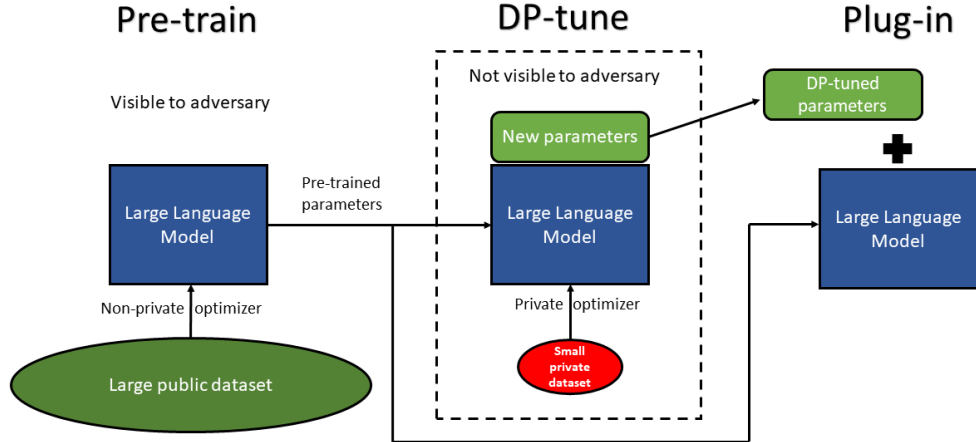 Pre-train
DP-tune
Plug-in
Visible to adversary
Not visible to adversary
New parameters
DP-tuned
parameters
Large Language
Model
Pre-trained
parameters
Large Language
Model
Large Language
Model
Non-private optimizer
Private optimizer
Large public dataset
Small
private
dataset